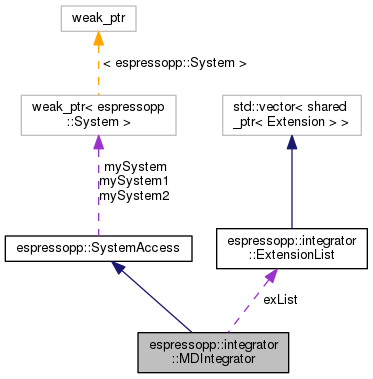 weak_ptr
< espressopp::System >
weak_ptr< espressopp
::System >
std::vector< shared
_ptr< Extension > >
mySystem
mySystem1
mySystem2
espressopp::SystemAccess
espressopp::integrator
::ExtensionList
exList
espressopp::integrator
::MDIntegrator